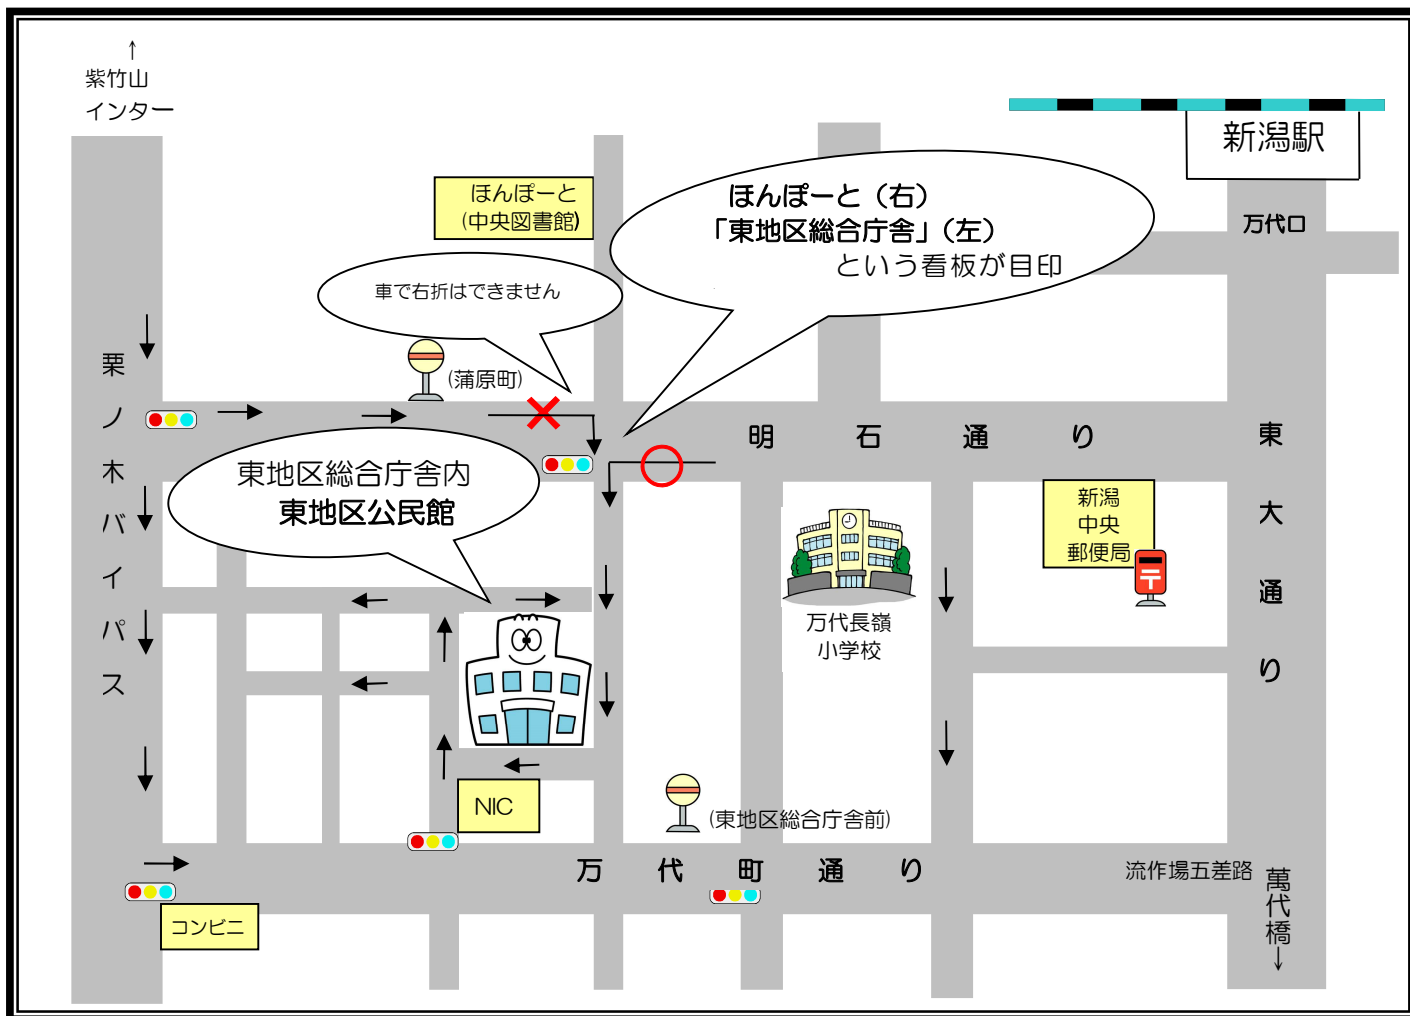 ↑
紫竹山
インター
新潟駅
万代口
ほんぽーと
(中央図書館)
ほんぽーと（右）
「東地区総合庁舎」（左）
という看板が目印
車で右折はできません
(蒲原町)
栗ノ木バイパス
明石通り
東大通り
東地区総合庁舎内
東地区公民館
新潟
中央
郵便局
〒
万代長嶺
小学校
NIC
(東地区総合庁舎前)
万代町通り
流作場五差路
萬代橋→
コンビニ